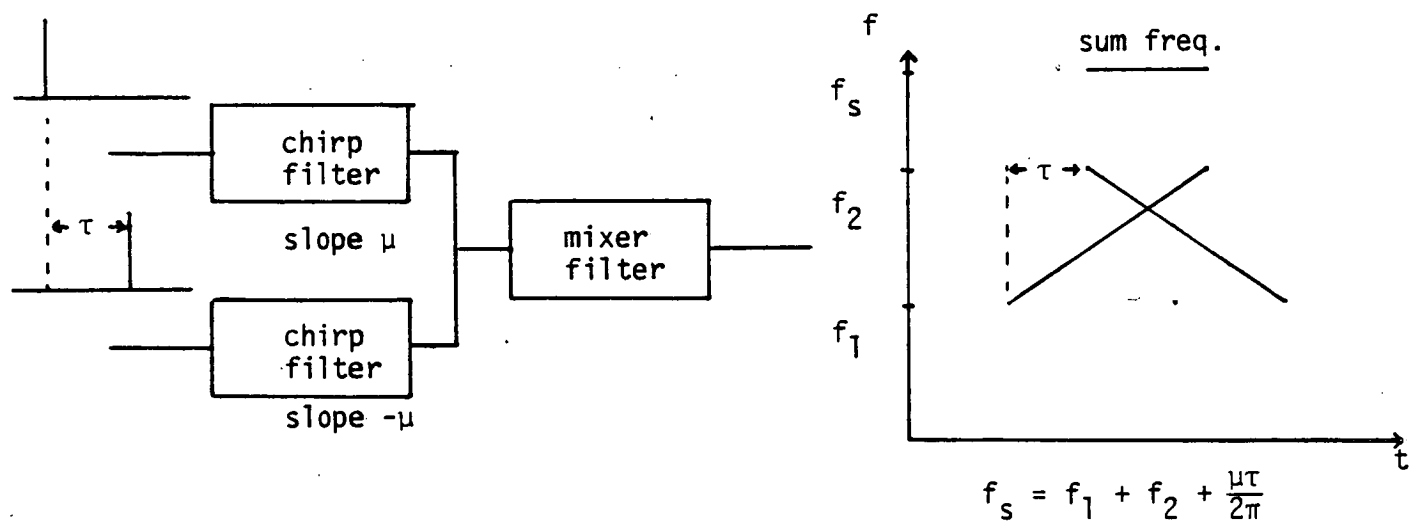 chirp
filter
slope μ
τ
chirp
filter
slope -μ
mixer
filter
f
sum freq.
f_s
τ
f_2
f_1
t
f_s = f_1 + f_2 + μτ/2π